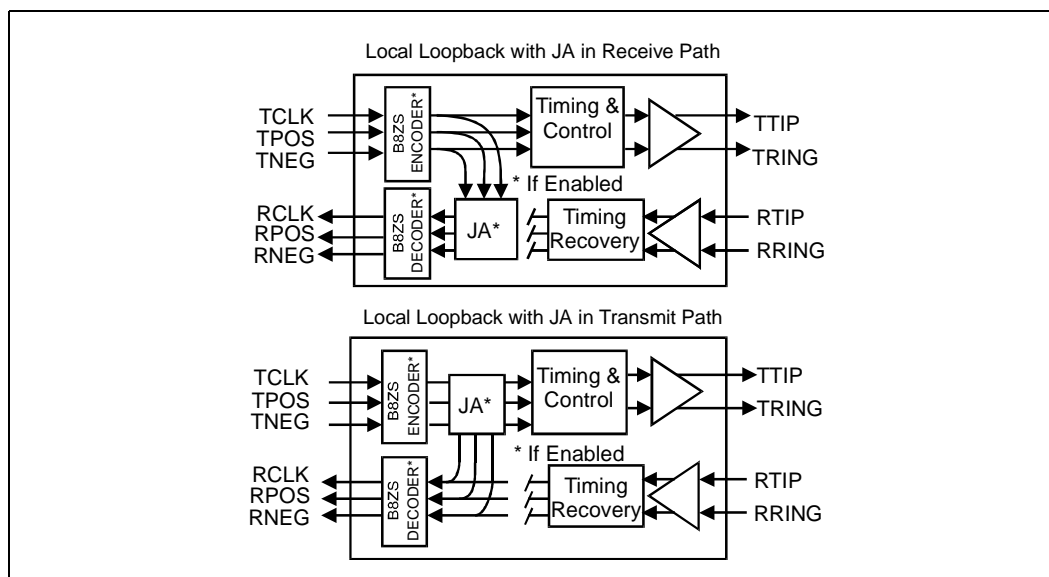 Local Loopback with JA in Receive Path
TCLK
TPOS
TNEG
B8ZS
ENCODER*
Timing &
Control
TTIP
TRING
* If Enabled
RCLK
RPOS
RNEG
B8ZS
DECODER*
JA*
Timing
Recovery
RTIP
RRING
Local Loopback with JA in Transmit Path
TCLK
TPOS
TNEG
B8ZS
ENCODER*
JA*
Timing &
Control
TTIP
TRING
* If Enabled
RCLK
RPOS
RNEG
B8ZS
DECODER*
Timing
Recovery
RTIP
RRING